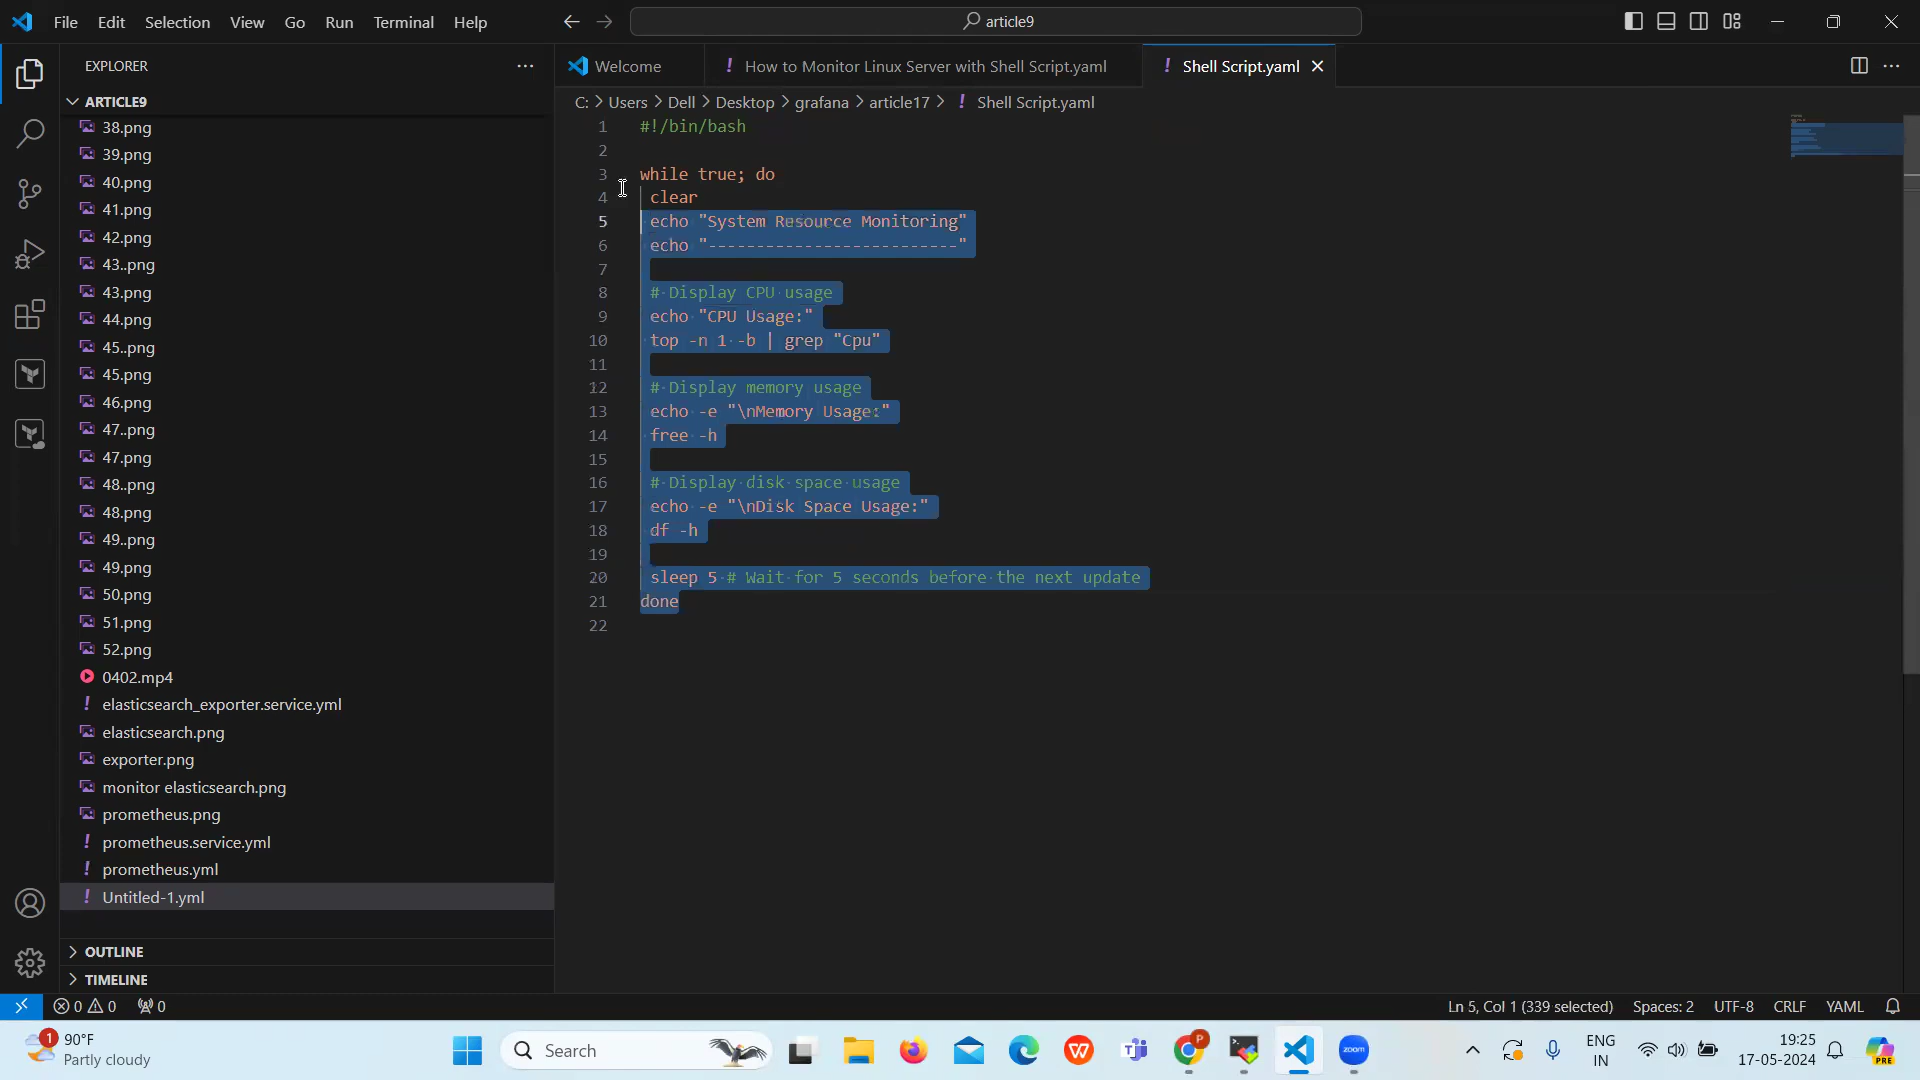 File Edit Selection View Go Run Terminal Help
article9
EXPLORER
Welcome
! How to Monitor Linux Server with Shell Script.yaml
! Shell Script.yaml
ARTICLE9
C: > Users > Dell > Desktop > grafana > article17 > ! Shell Script.yaml
38.png
39.png
40.png
41.png
42.png
43..png
43.png
44.png
45..png
45.png
46.png
47..png
47.png
48..png
48.png
49..png
49.png
50.png
51.png
52.png
0402.mp4
! elasticsearch_exporter.service.yml
elasticsearch.png
exporter.png
monitor elasticsearch.png
prometheus.png
! prometheus.service.yml
! prometheus.yml
! Untitled-1.yml
OUTLINE
TIMELINE
1 #!/bin/bash
2
3 while true; do
4 clear
5 echo "System Resource Monitoring"
6 echo "--------------------------"
7
8 # Display CPU usage
9 echo "CPU Usage:"
10 top -n 1 -b | grep "Cpu"
11
12 # Display memory usage
13 echo -e "\nMemory Usage:"
14 free -h
15
16 # Display disk space usage
17 echo -e "\nDisk Space Usage:"
18 df -h
19
20 sleep 5 # Wait for 5 seconds before the next update
21 done
22
0 0 0
Ln 5, Col 1 (339 selected) Spaces: 2 UTF-8 CRLF YAML
1
90°F
Partly cloudy
Search
P
zoom
PRE
ENG
IN
19:25
17-05-2024